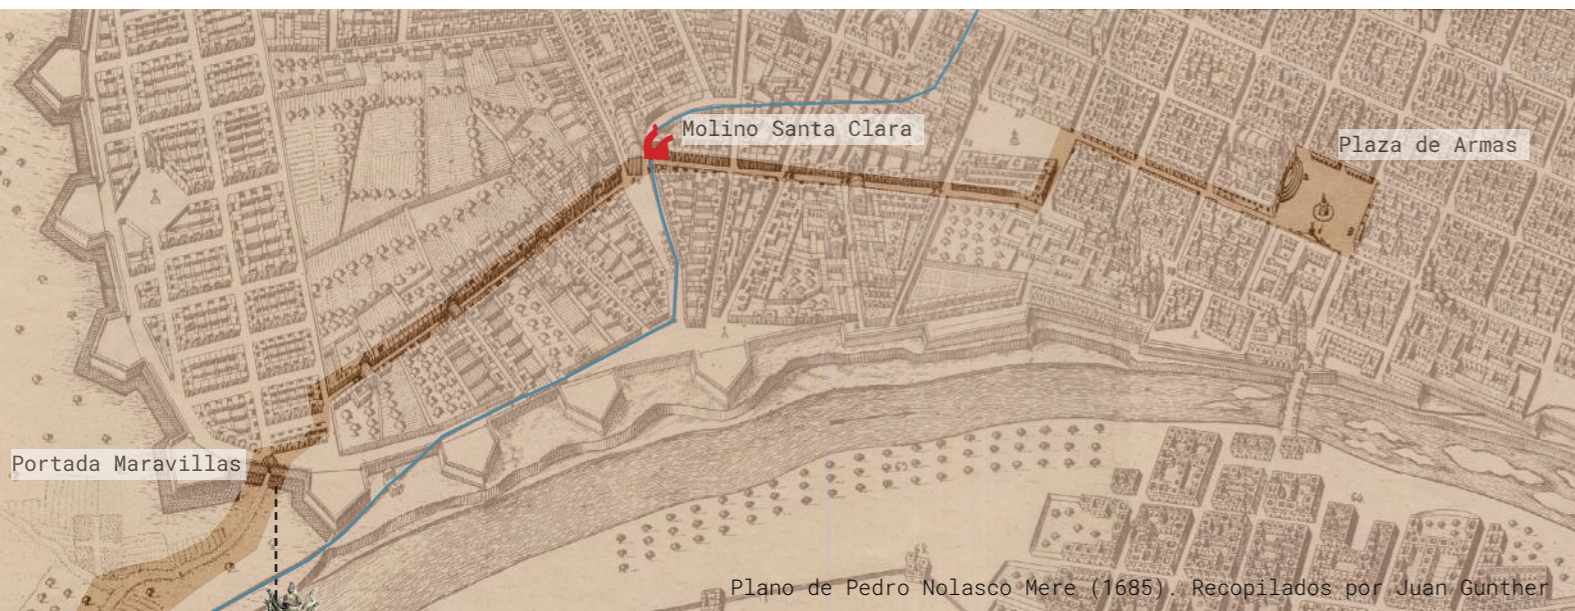 Molino Santa Clara
Plaza de Armas
Portada Maravillas
Plano de Pedro Nolasco Mere (1685). Recopilados por Juan Gunther